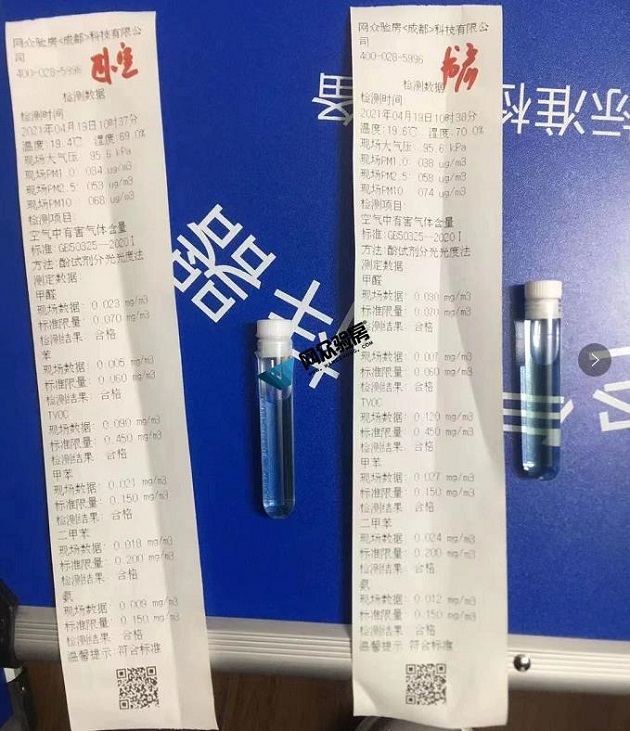 网众验房<成都>科技有限公
司
400-028-5996
卧室
检测数据
检测时间
2021年04月19日10时37分
温度:19.4℃ 湿度:69.0%
现场大气压: 95.6 kPa
现场PM1.0: 034 ug/m3
现场PM2.5: 053 ug/m3
现场PM10 068 ug/m3
检测项目:
空气中有害气体含量
标准:GB50325--2020Ⅰ
方法:酚试剂分光光度法
测定数据:
甲醛
现场数据: 0.023 mg/m3
标准限量: 0.070 mg/m3
检测结果: 合格
苯
现场数据: 0.005 mg/m3
标准限量: 0.060 mg/m3
检测结果: 合格
TVOC
现场数据: 0.090 mg/m3
标准限量: 0.450 mg/m3
检测结果: 合格
甲苯
现场数据: 0.021 mg/m3
标准限量: 0.150 mg/m3
检测结果: 合格
二甲苯
现场数据: 0.018 mg/m3
标准限量: 0.200 mg/m3
检测结果: 合格
氨
现场数据: 0.009 mg/m3
标准限量: 0.150 mg/m3
检测结果: 合格
温馨提示:符合标准
网众验房<成都>科技有限公
司
400-028-5996
检测数据
检测时间
2021年04月19日10时38分
温度:19.6℃ 湿度:70.0%
现场大气压: 95.6 kPa
现场PM1.0: 038 ug/m3
现场PM2.5: 058 ug/m3
现场PM10 074 ug/m3
检测项目:
空气中有害气体含量
标准:GB50325--2020Ⅰ
方法:酚试剂分光光度法
测定数据
甲醛
现场数据: 0.030 mg/m3
标准限量: 0.070 mg/m3
检测结果: 合格
现场数据: 0.007 mg/m3
标准限量: 0.060 mg/m3
检测结果: 合格
TVOC
现场数据: 0.120 mg/m3
标准限量: 0.450 mg/m3
检测结果: 合格
甲苯
现场数据: 0.027 mg/m3
标准限量: 0.150 mg/m3
检测结果: 合格
二甲苯
现场数据: 0.024 mg/m3
标准限量: 0.200 mg/m3
检测结果: 合格
氨
现场数据: 0.012 mg/m3
标准限量: 0.150 mg/m3
检测结果: 合格
温馨提示:符合标准
网众验房
标准检
备
器